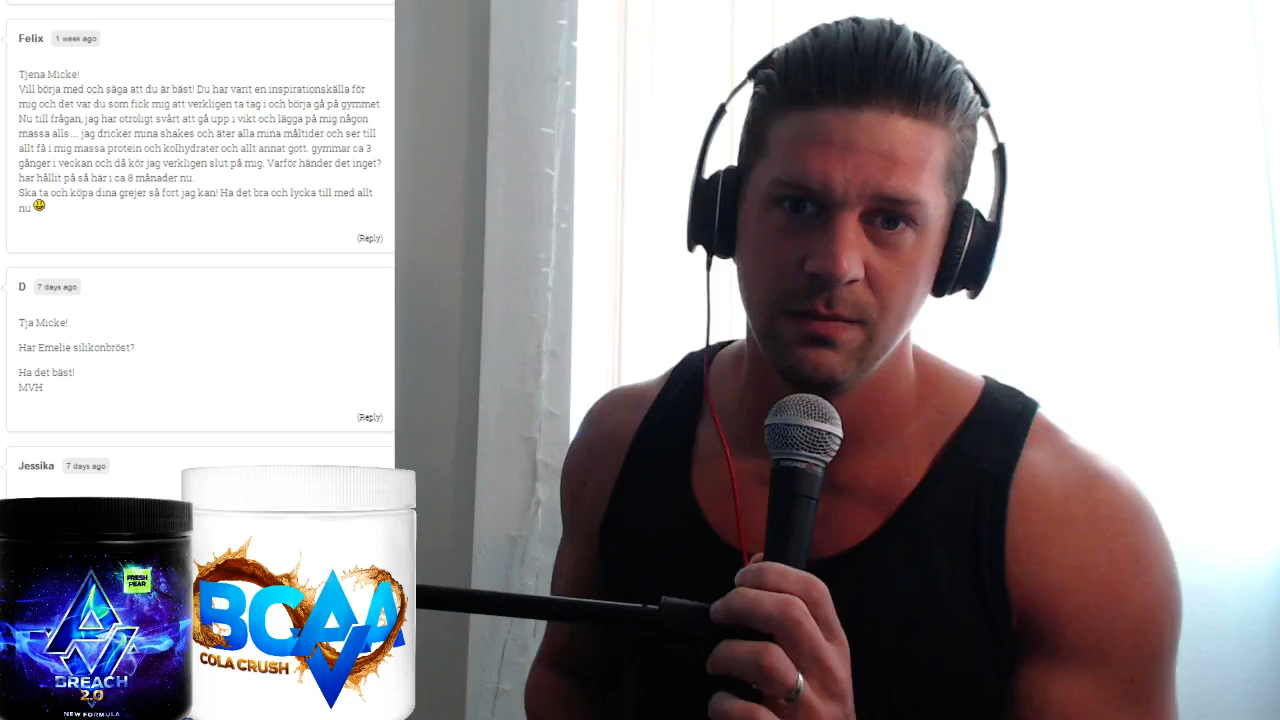 Felix 1 week ago
Tjena Micke!
Vill börja med och säga att du är bäst! Du har varit en inspirationskälla för
mig och det var du som fick mig att verkligen ta tag i och börja gå på gymmet.
Nu till frågan, jag har otroligt svårt att gå upp i vikt och lägga på mig någon
massa alls... jag dricker mina shakes och äter alla mina måltider och ser till
allt få i mig massa protein och kolhydrater och allt annat gott. gymmar ca 3
gånger i veckan och då kör jag verkligen slut på mig. Varför händer det inget?
har hållit på så här i ca 8 månader nu.
Ska ta och köpa dina grejer så fort jag kan! Ha det bra och lycka till med allt
nu
(Reply)
D 7 days ago
Tja Micke!
Har Emelie silikonbröst?
Ha det bäst!
MVH
(Reply)
Jessika 7 days ago
FRESH
PEAR
BREACH
2.0
NEW FORMULA
BCAA
COLA CRUSH